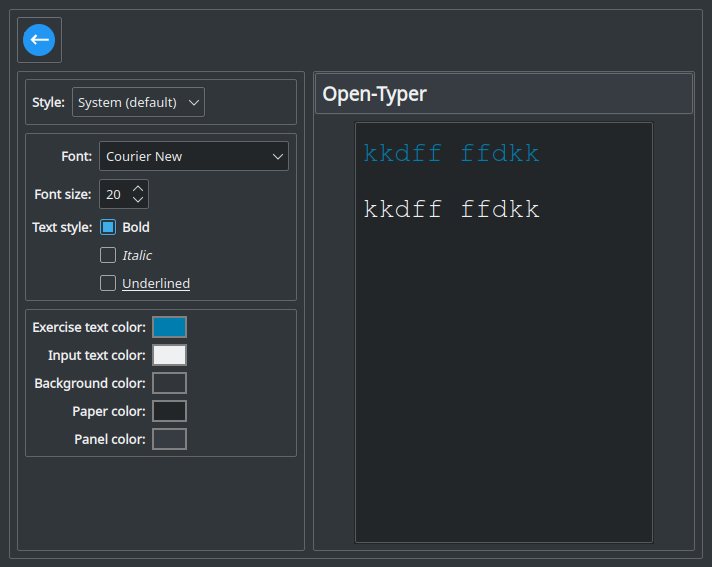 Style: System (default)
Font: Courier New
Font size: 20
Text style: Bold
Italic
Underlined
Exercise text color:
Input text color:
Background color:
Paper color:
Panel color:
Open-Typer
kkdff ffdkk
kkdff ffdkk